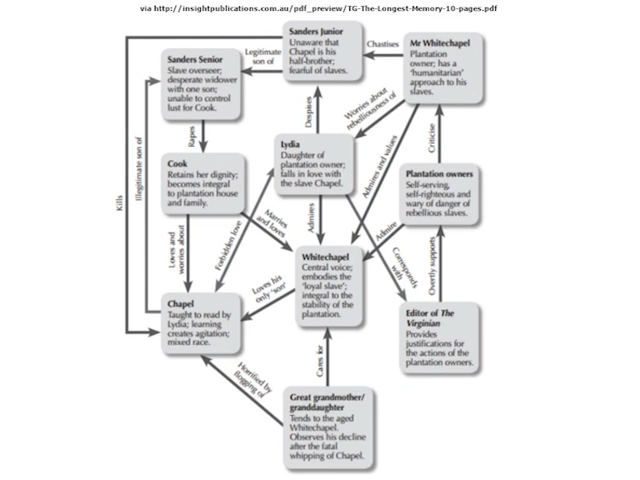 via http://insightpublications.com.au/pdf_preview/TG-The-Longest-Memory-10-pages.pdf
Sanders Junior
Unaware that
Chapel is his
half-brother;
fearful of slaves.
Legitimate
son of
Chastises
Mr Whitechapel
Plantation
owner; has a
'humanitarian'
approach to his
slaves.
Sanders Senior
Slave overseer;
desperate widower
with one son;
unable to control
lust for Cook.
Despises
Worries about
rebelliousness of
Kills
Illegitimate son of
Rapes
Lydia
Daughter of
plantation owner;
falls in love with
the slave Chapel.
Admires and values
Criticise
Cook
Retains her dignity;
becomes integral
to plantation house
and family.
Plantation owners
Self-serving,
self-righteous and
wary of danger of
rebellious slaves.
Loves and
worries about
Forbidden love
Marries
and loves
Admires
Admire
Corresponds
with
Overtly supports
Whitechapel
Central voice;
embodies the
'loyal slave';
integral to the
stability of the
plantation.
Loves his
only 'son'
Chapel
Taught to read by
Lydia; learning
creates agitation;
mixed race.
Editor of The
Virginian
Provides
justifications for
the actions of the
plantation owners.
Horrified by
flogging of
Cares for
Great grandmother/
granddaughter
Tends to the aged
Whitechapel.
Observes his decline
after the fatal
whipping of Chapel.